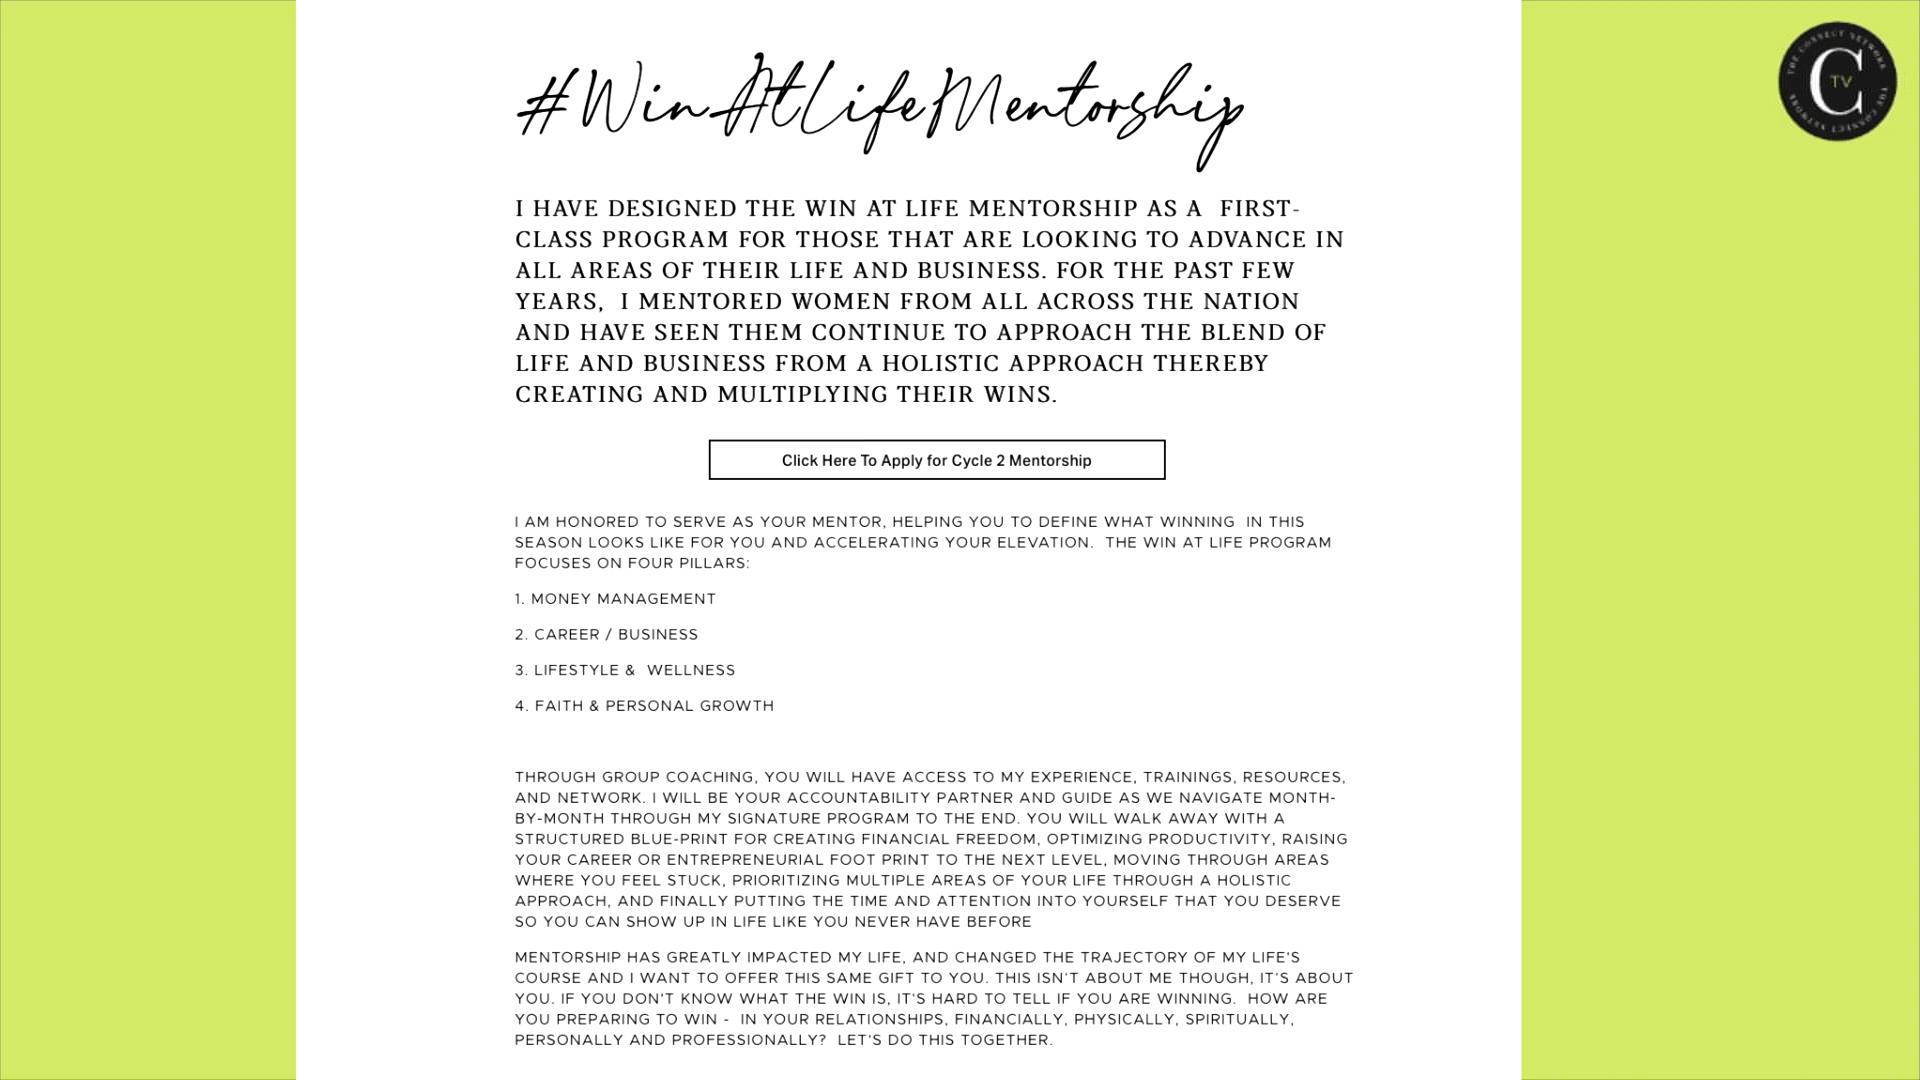 #WinAtLifeMentorship
THE CONNECT NETWORK
C
TV
THE CONNECT NETWORK
I HAVE DESIGNED THE WIN AT LIFE MENTORSHIP AS A  FIRST-
CLASS PROGRAM FOR THOSE THAT ARE LOOKING TO ADVANCE IN
ALL AREAS OF THEIR LIFE AND BUSINESS. FOR THE PAST FEW
YEARS,  I MENTORED WOMEN FROM ALL ACROSS THE NATION
AND HAVE SEEN THEM CONTINUE TO APPROACH THE BLEND OF
LIFE AND BUSINESS FROM A HOLISTIC APPROACH THEREBY
CREATING AND MULTIPLYING THEIR WINS.
Click Here To Apply for Cycle 2 Mentorship
I AM HONORED TO SERVE AS YOUR MENTOR, HELPING YOU TO DEFINE WHAT WINNING  IN THIS
SEASON LOOKS LIKE FOR YOU AND ACCELERATING YOUR ELEVATION.  THE WIN AT LIFE PROGRAM
FOCUSES ON FOUR PILLARS:
1. MONEY MANAGEMENT
2. CAREER / BUSINESS
3. LIFESTYLE &  WELLNESS
4. FAITH & PERSONAL GROWTH
THROUGH GROUP COACHING, YOU WILL HAVE ACCESS TO MY EXPERIENCE, TRAININGS, RESOURCES,
AND NETWORK. I WILL BE YOUR ACCOUNTABILITY PARTNER AND GUIDE AS WE NAVIGATE MONTH-
BY-MONTH THROUGH MY SIGNATURE PROGRAM TO THE END. YOU WILL WALK AWAY WITH A
STRUCTURED BLUE-PRINT FOR CREATING FINANCIAL FREEDOM, OPTIMIZING PRODUCTIVITY, RAISING
YOUR CAREER OR ENTREPRENEURIAL FOOT PRINT TO THE NEXT LEVEL, MOVING THROUGH AREAS
WHERE YOU FEEL STUCK, PRIORITIZING MULTIPLE AREAS OF YOUR LIFE THROUGH A HOLISTIC
APPROACH, AND FINALLY PUTTING THE TIME AND ATTENTION INTO YOURSELF THAT YOU DESERVE
SO YOU CAN SHOW UP IN LIFE LIKE YOU NEVER HAVE BEFORE
MENTORSHIP HAS GREATLY IMPACTED MY LIFE, AND CHANGED THE TRAJECTORY OF MY LIFE'S
COURSE AND I WANT TO OFFER THIS SAME GIFT TO YOU. THIS ISN'T ABOUT ME THOUGH, IT'S ABOUT
YOU. IF YOU DON'T KNOW WHAT THE WIN IS, IT'S HARD TO TELL IF YOU ARE WINNING.  HOW ARE
YOU PREPARING TO WIN -  IN YOUR RELATIONSHIPS, FINANCIALLY, PHYSICALLY, SPIRITUALLY,
PERSONALLY AND PROFESSIONALLY?  LET'S DO THIS TOGETHER.